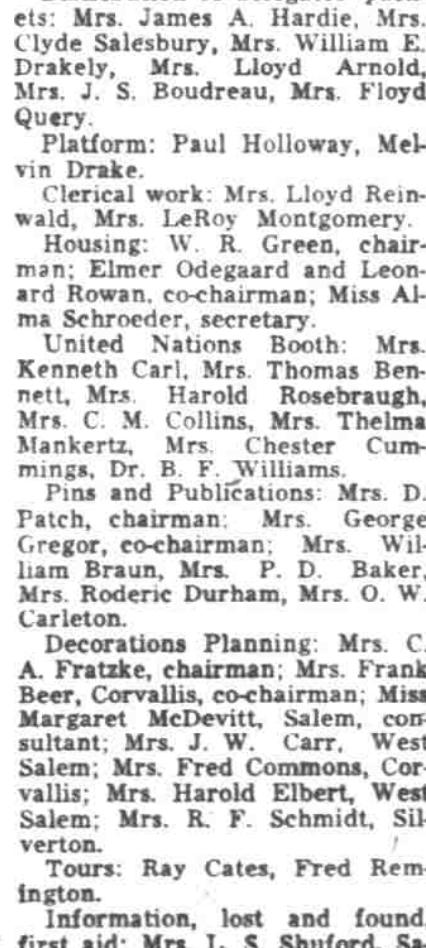 ets: Mrs. James A. Hardie, Mrs.
Clyde Salesbury, Mrs. William E.
Drakely, Mrs. Lloyd Arnold,
Mrs. J. S. Boudreau, Mrs. Floyd
Query.
Platform: Paul Holloway, Mel-
vin Drake.
Clerical work: Mrs. Lloyd Rein-
wald, Mrs. LeRoy Montgomery.
Housing: W. R. Green, chair-
man; Elmer Odegaard and Leon-
ard Rowan, co-chairman; Miss Al-
ma Schroeder, secretary.
United Nations Booth: Mrs.
Kenneth Carl, Mrs. Thomas Ben-
nett, Mrs. Harold Rosebraugh,
Mrs. C. M. Collins, Mrs. Thelma
Mankertz, Mrs. Chester Cum-
mings, Dr. B. F. Williams.
Pins and Publications: Mrs. D.
Patch, chairman; Mrs. George
Gregor, co-chairman; Mrs. Wil-
liam Braun, Mrs. P. D. Baker,
Mrs. Roderic Durham, Mrs. O. W.
Carleton.
Decorations Planning: Mrs. C.
A. Fratzke, chairman; Mrs. Frank
Beer, Corvallis, co-chairman; Miss
Margaret McDevitt, Salem, con-
sultant; Mrs. J. W. Carr, West
Salem; Mrs. Fred Commons, Cor-
vallis; Mrs. Harold Elbert, West
Salem; Mrs. R. F. Schmidt, Sil-
verton.
Tours: Ray Cates, Fred Rem-
ington.
Information, lost and found,
first aid: Mrs. L. S. Shuford, Sa-